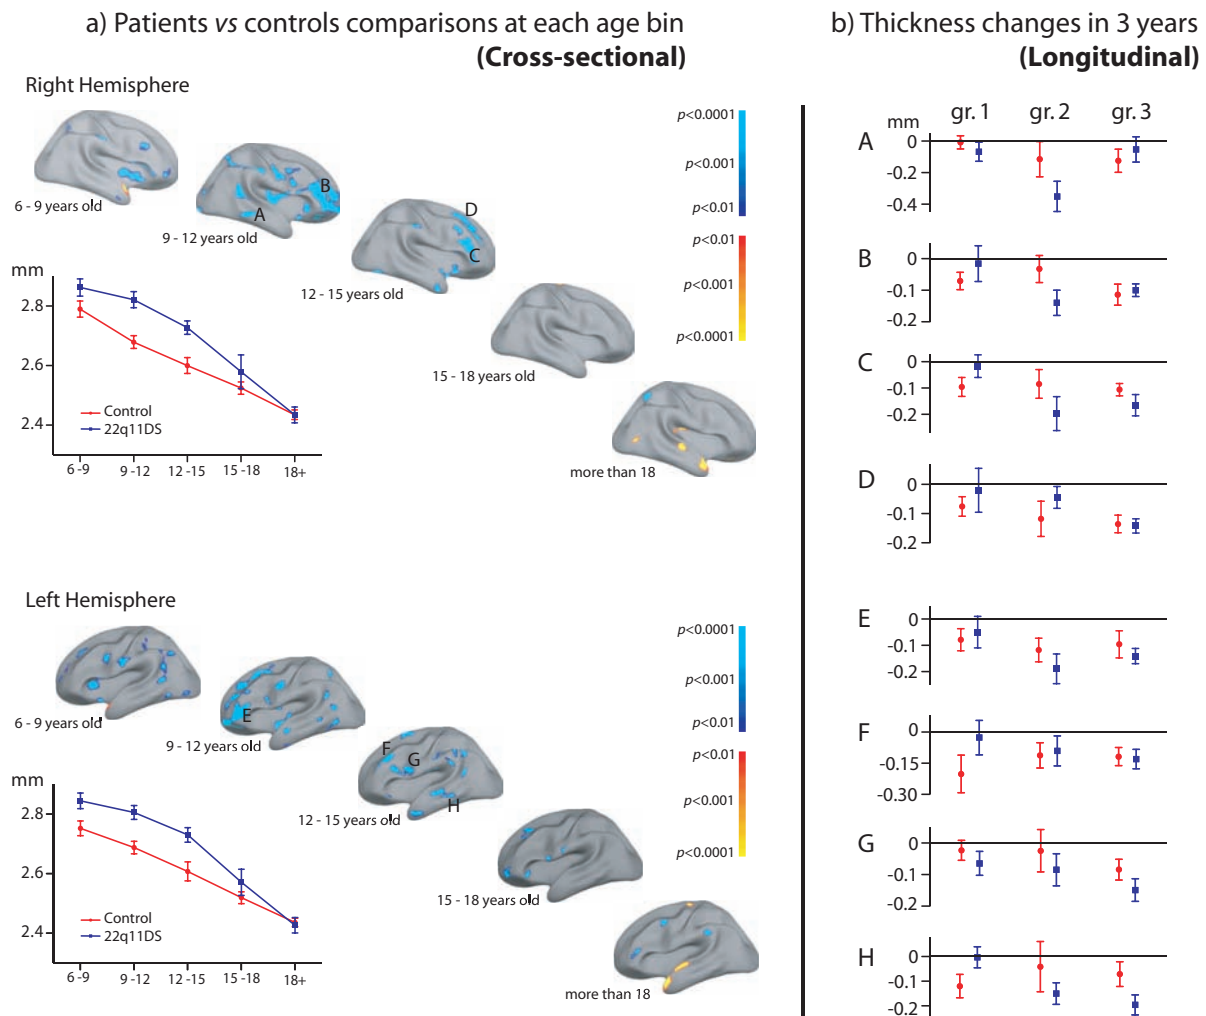 a) Patients vs controls comparisons at each age bin
(Cross-sectional)
b) Thickness changes in 3 years
(Longitudinal)
Right Hemisphere
6 - 9 years old
9 - 12 years old
12 - 15 years old
15 - 18 years old
more than 18
A
B
C
D
p<0.0001
p<0.001
p<0.01
p<0.01
p<0.001
p<0.0001
mm
2.8
2.6
2.4
Control
22q11DS
6 -9
9 -12
12 -15
15 -18
18+
Left Hemisphere
6 - 9 years old
9 - 12 years old
12 - 15 years old
15 - 18 years old
more than 18
E
F
G
H
p<0.0001
p<0.001
p<0.01
p<0.01
p<0.001
p<0.0001
mm
2.8
2.6
2.4
Control
22q11DS
6 -9
9 -12
12 -15
15 -18
18+
gr. 1 gr. 2 gr. 3
mm
A
0
-0.2
-0.4
B
0
-0.1
-0.2
C
0
-0.1
-0.2
D
0
-0.1
-0.2
E
0
-0.1
-0.2
F
0
-0.15
-0.30
G
0
-0.1
-0.2
H
0
-0.1
-0.2